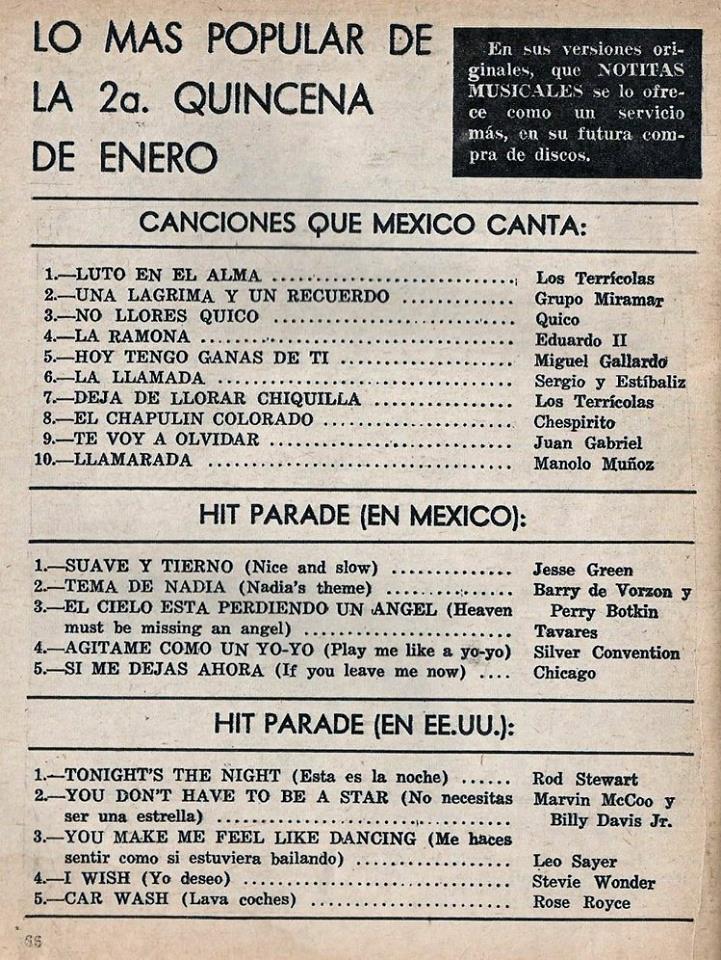 LO MAS POPULAR DE
LA 2a. QUINCENA
DE ENERO
En sus versiones ori-
ginales, que NOTITAS
MUSICALES se lo ofre-
ce como un servicio
más, en su futura com-
pra de discos.
CANCIONES QUE MEXICO CANTA:
1.—LUTO EN EL ALMA .............................. Los Terrícolas
2.—UNA LAGRIMA Y UN RECUERDO ............. Grupo Miramar
3.—NO LLORES QUICO ............................ Quico
4.—LA RAMONA .................................... Eduardo II
5.—HOY TENGO GANAS DE TI .................... Miguel Gallardo
6.—LA LLAMADA .................................... Sergio y Estíbaliz
7.—DEJA DE LLORAR CHIQUILLA ................ Los Terrícolas
8.—EL CHAPULIN COLORADO ...................... Chespirito
9.—TE VOY A OLVIDAR ............................ Juan Gabriel
10.—LLAMARADA .................................... Manolo Muñoz
HIT PARADE (EN MEXICO):
1.—SUAVE Y TIERNO (Nice and slow) ............. Jesse Green
2.—TEMA DE NADIA (Nadia's theme) .............. Barry de Vorzon y
3.—EL CIELO ESTA PERDIENDO UN ANGEL (Heaven Perry Botkin
must be missing an angel) ......................... Tavares
4.—AGITAME COMO UN YO-YO (Play me like a yo-yo) Silver Convention
5.—SI ME DEJAS AHORA (If you leave me now) .... Chicago
HIT PARADE (EN EE.UU.):
1.—TONIGHT'S THE NIGHT (Esta es la noche) ...... Rod Stewart
2.—YOU DON'T HAVE TO BE A STAR (No necesitas Marvin McCoo y
ser una estrella) ................................... Billy Davis Jr.
3.—YOU MAKE ME FEEL LIKE DANCING (Me haces
sentir como si estuviera bailando) ................. Leo Sayer
4.—I WISH (Yo deseo) ................................ Stevie Wonder
5.—CAR WASH (Lava coches) ........................ Rose Royce
66